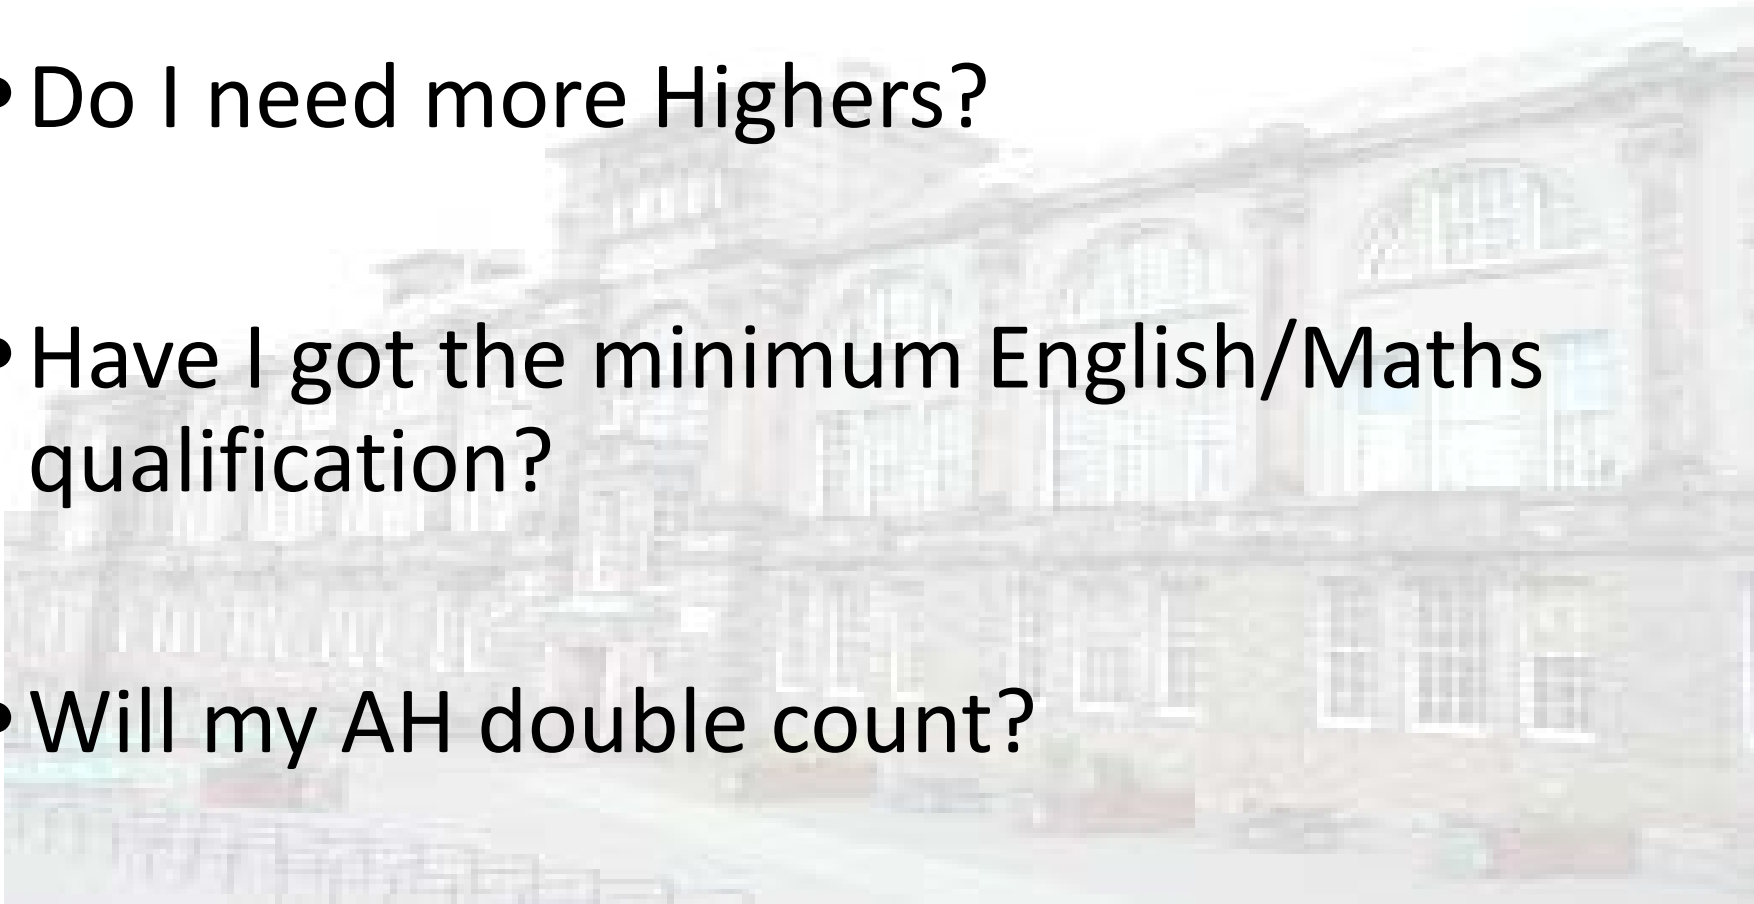 • Do I need more Highers?
• Have I got the minimum English/Maths
qualification?
• Will my AH double count?